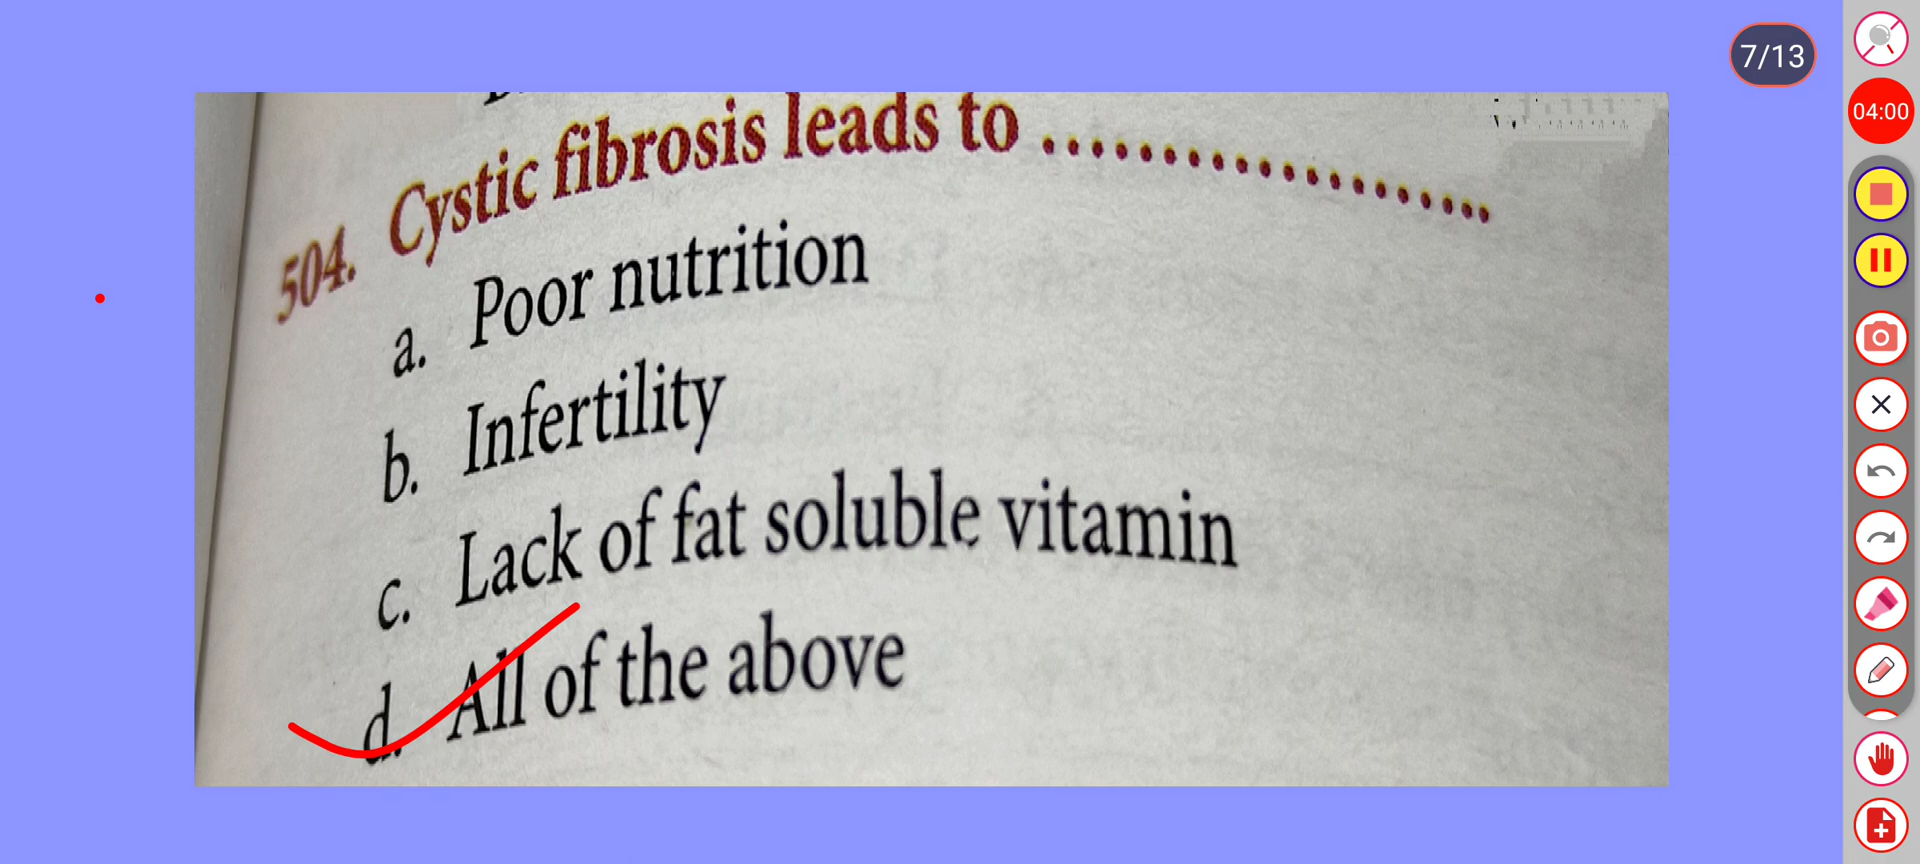 7/13
04:00
504. Cystic fibrosis leads to ....................
a. Poor nutrition
b. Infertility
c. Lack of fat soluble vitamin
d. All of the above